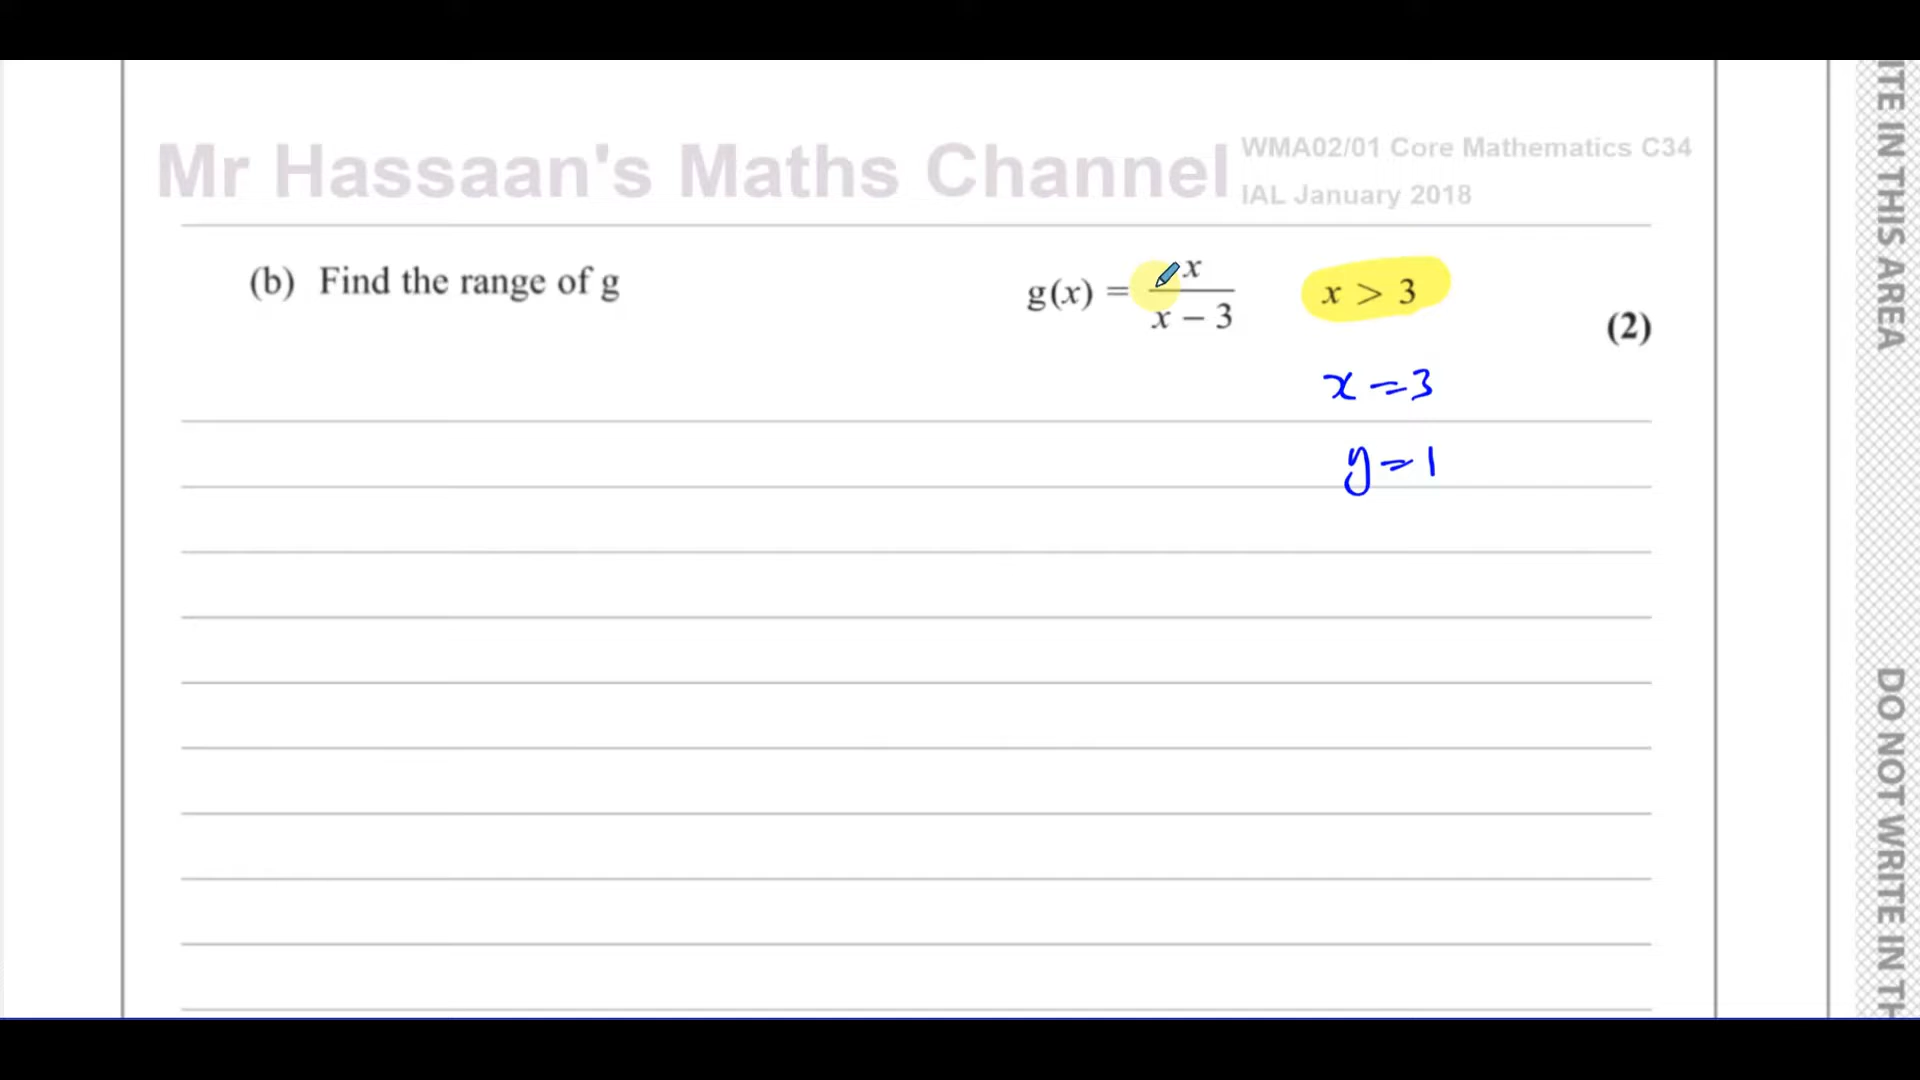 Mr Hassaan's Maths Channel
WMA02/01 Core Mathematics C34
IAL January 2018
(b) Find the range of g
g(x) = x / x − 3
x > 3
(2)
x = 3
y = 1
ITE IN THIS AREA
DO NOT WRITE IN TH